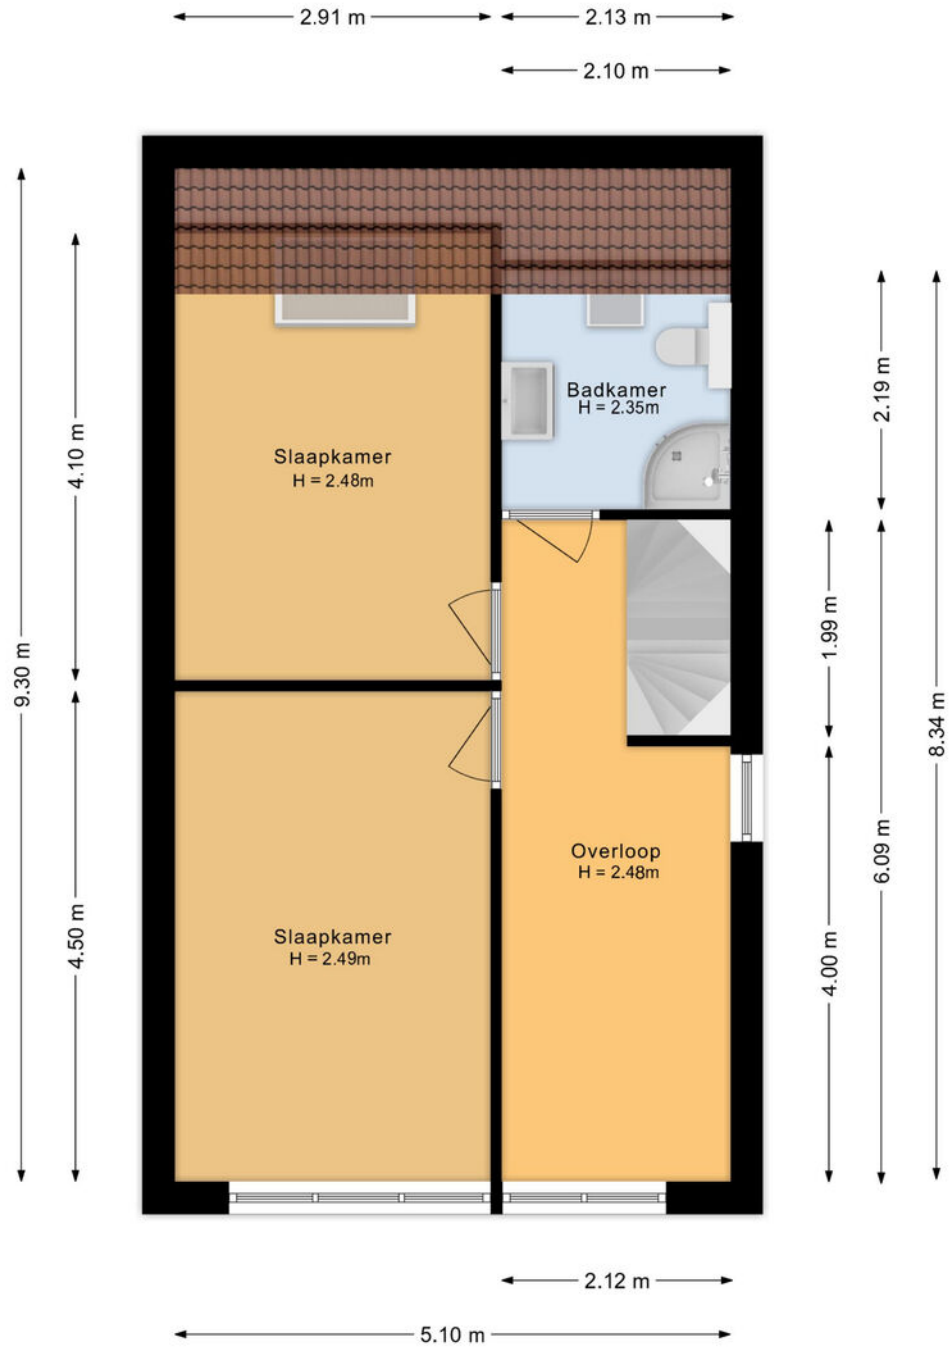 2.91 m
2.13 m
2.10 m
Badkamer
H = 2.35m
2.19 m
Slaapkamer
H = 2.48m
4.10 m
1.99 m
9.30 m
8.34 m
Overloop
H = 2.48m
6.09 m
Slaapkamer
H = 2.49m
4.50 m
4.00 m
2.12 m
5.10 m